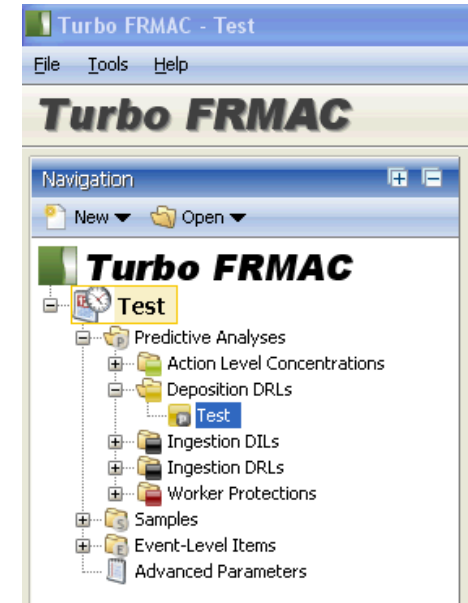 Turbo FRMAC - Test
File Tools Help
Turbo FRMAC
Navigation
New Open
Turbo FRMAC
Test
Predictive Analyses
Action Level Concentrations
Deposition DRLs
Test
Ingestion DILs
Ingestion DRLs
Worker Protections
Samples
Event-Level Items
Advanced Parameters